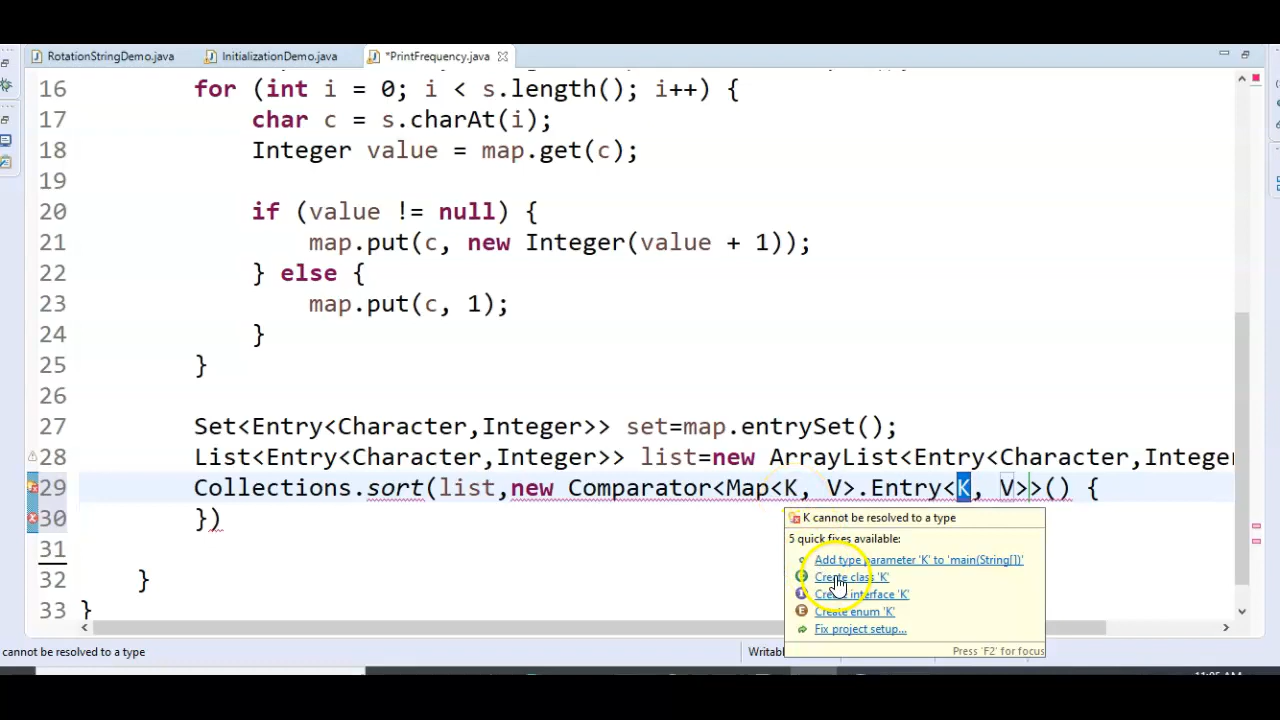 RotationStringDemo.java InitializationDemo.java *PrintFrequency.java
16 for (int i = 0; i < s.length(); i++) {
17 char c = s.charAt(i);
18 Integer value = map.get(c);
19
20 if (value != null) {
21 map.put(c, new Integer(value + 1));
22 } else {
23 map.put(c, 1);
24 }
25 }
26
27 Set<Entry<Character,Integer>> set=map.entrySet();
28 List<Entry<Character,Integer>> list=new ArrayList<Entry<Character,Integer
29 Collections.sort(list,new Comparator<Map<K, V>.Entry<K, V>>() {
30 })
31
32 }
33 }
K cannot be resolved to a type
5 quick fixes available:
Add type parameter 'K' to 'main(String[])'
Create class 'K'
Create interface 'K'
Create enum 'K'
Fix project setup...
Press 'F2' for focus
cannot be resolved to a type Writab